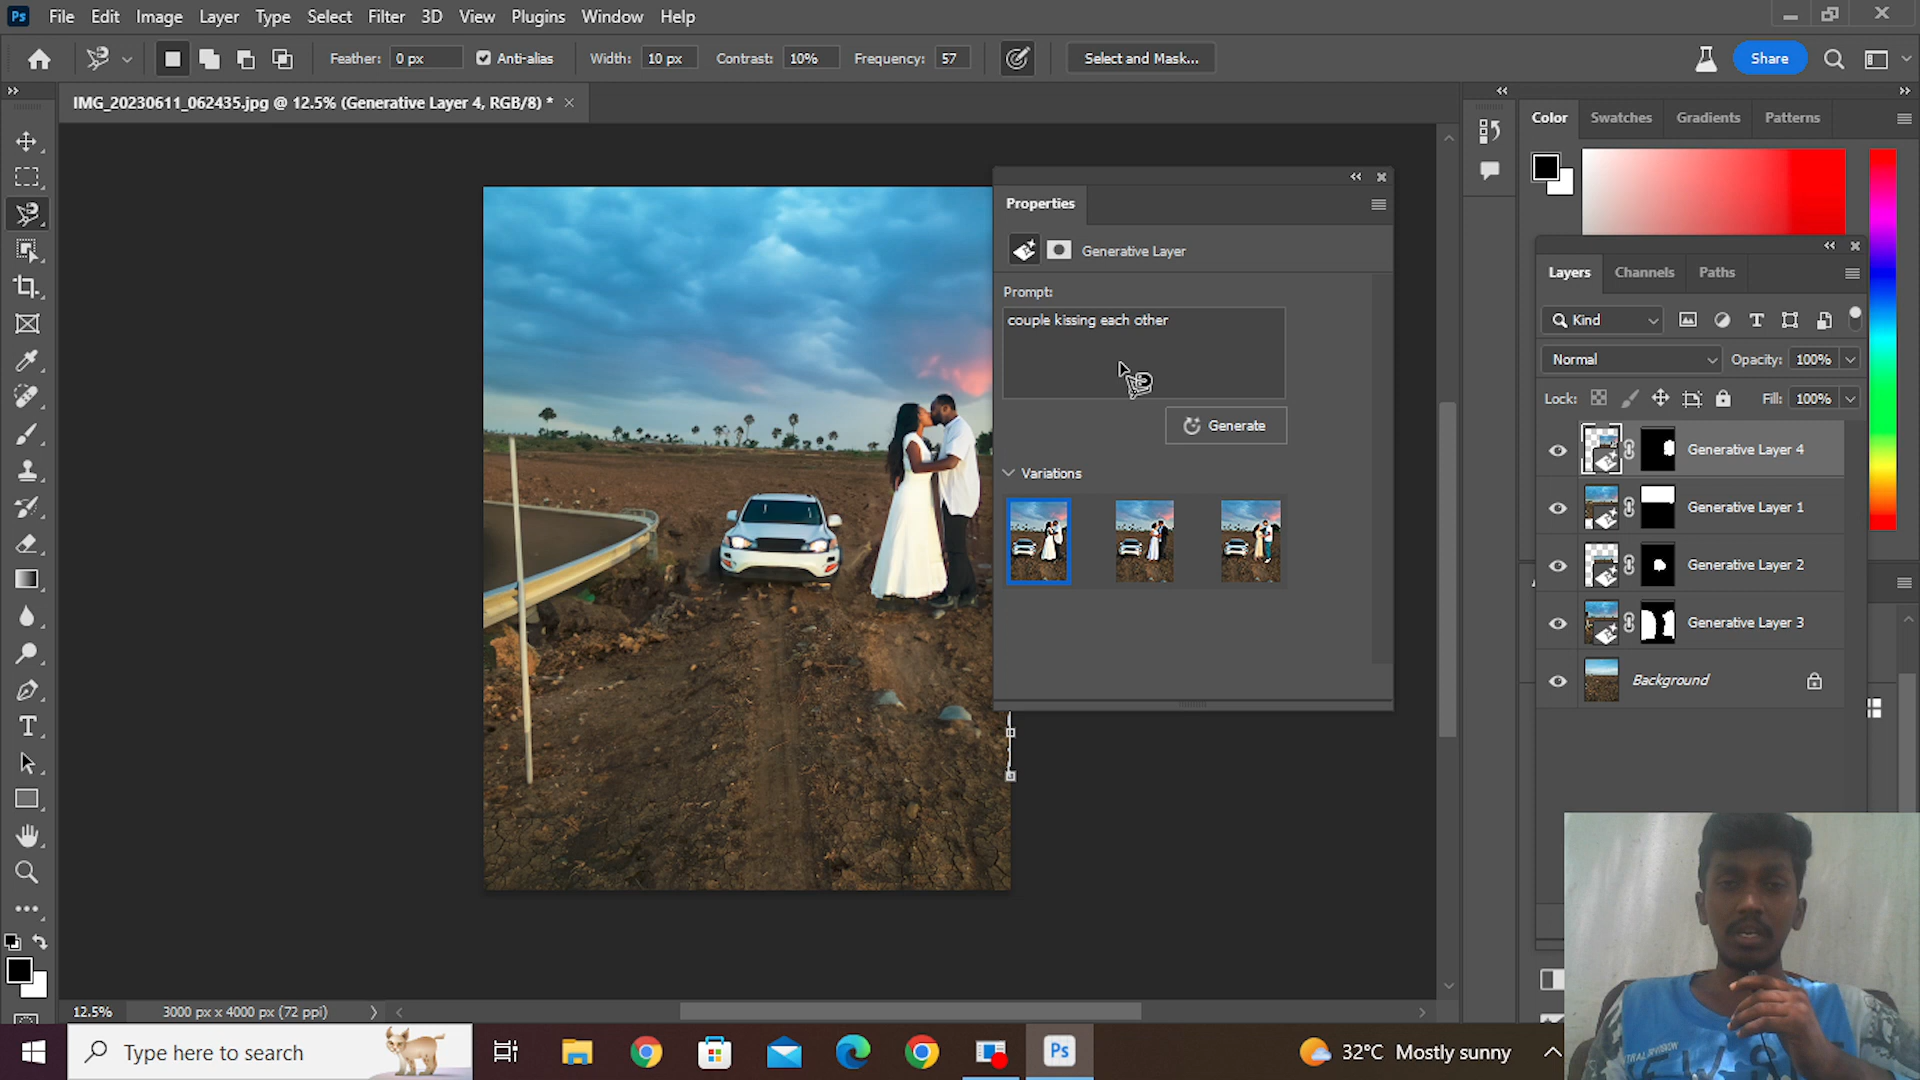 Ps File Edit Image Layer Type Select Filter 3D View Plugins Window Help
Feather: 0 px Anti-alias Width: 10 px Contrast: 10% Frequency: 57 Select and Mask... Share
IMG_20230611_062435.jpg @ 12.5% (Generative Layer 4, RGB/8) *
Color Swatches Gradients Patterns
Properties
Generative Layer
Prompt:
couple kissing each other
Generate
Variations
Layers Channels Paths
Kind
Normal Opacity: 100%
Lock: Fill: 100%
Generative Layer 4
Generative Layer 1
Generative Layer 2
Generative Layer 3
Background
12.5% 3000 px x 4000 px (72 ppi)
Type here to search
Ps
32°C Mostly sunny